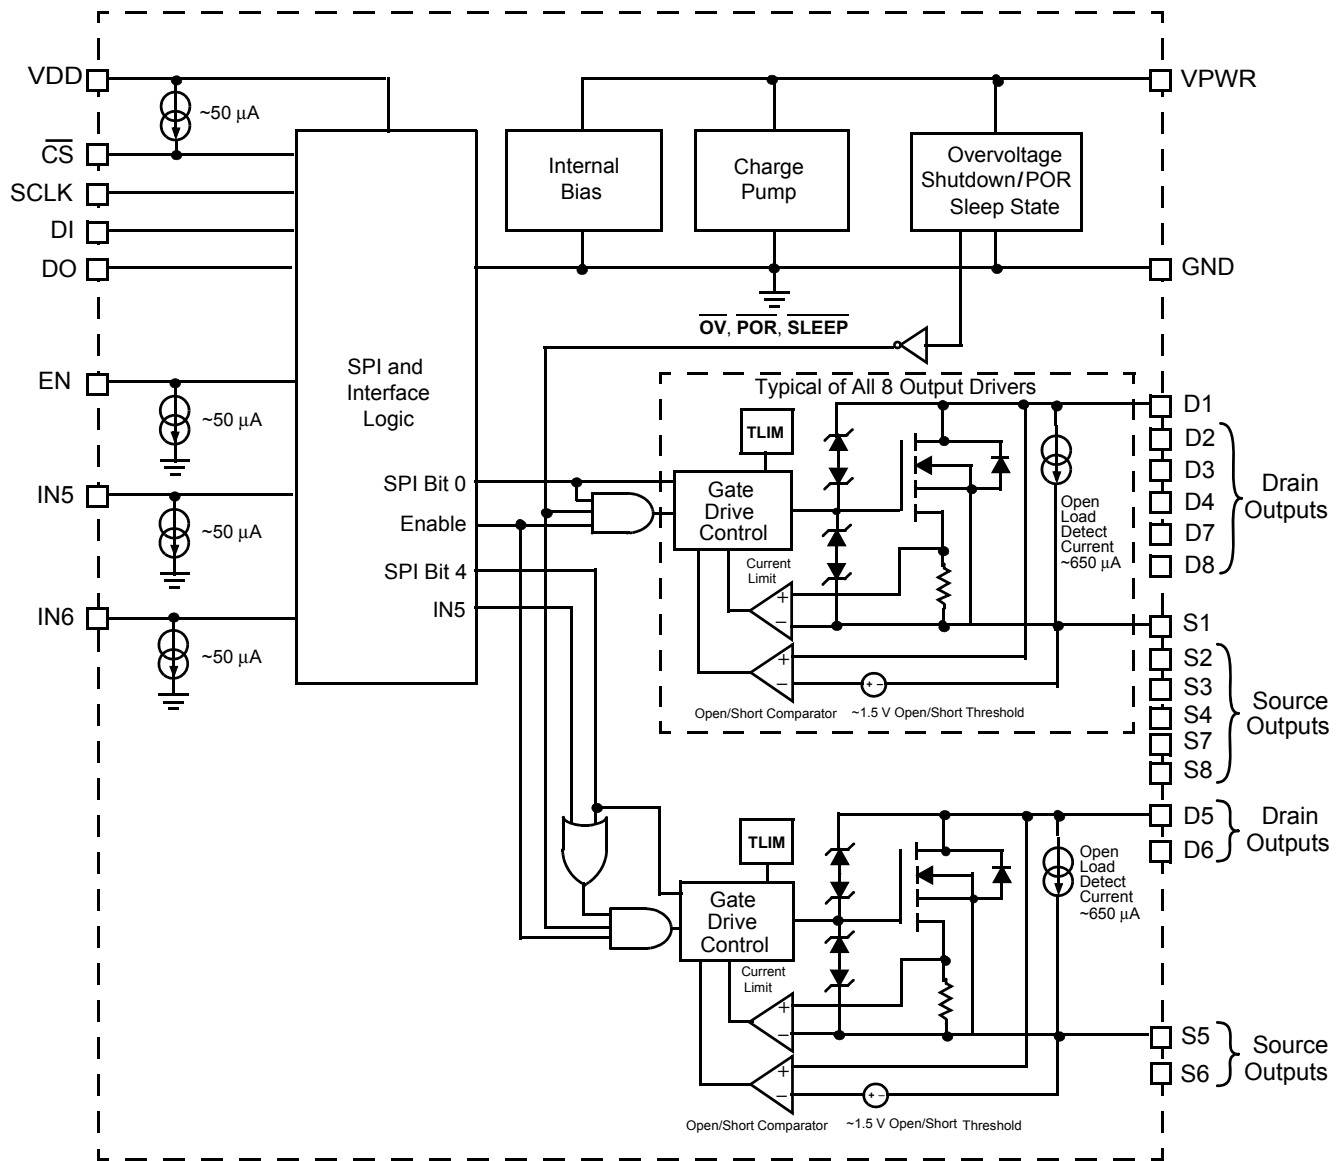 VDD
~50 μA
CS
SCLK
DI
DO
EN
~50 μA
IN5
~50 μA
IN6
~50 μA
SPI and
Interface
Logic
SPI Bit 0
Enable
SPI Bit 4
IN5
Internal
Bias
Charge
Pump
Overvoltage
Shutdown/POR
Sleep State
VPWR
GND
OV, POR, SLEEP
Typical of All 8 Output Drivers
TLIM
Gate
Drive
Control
Current
Limit
+
−
+
−
+ −
Open
Load
Detect
Current
~650 μA
Open/Short Comparator
~1.5 V Open/Short Threshold
D1
D2
D3
D4
D7
D8
Drain
Outputs
S1
S2
S3
S4
S7
S8
Source
Outputs
TLIM
Gate
Drive
Control
Current
Limit
+
−
+
−
+ −
Open
Load
Detect
Current
~650 μA
Open/Short Comparator
~1.5 V Open/Short Threshold
D5
D6
Drain
Outputs
S5
S6
Source
Outputs